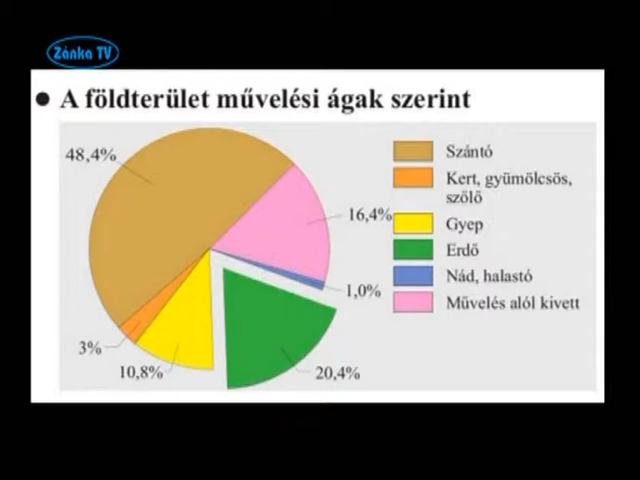 Zánka TV
● A földterület művelési ágak szerint
48,4%
16,4%
1,0%
20,4%
10,8%
3%
Szántó
Kert, gyümölcsös,
szőlő
Gyep
Erdő
Nád, halastó
Művelés alól kivett